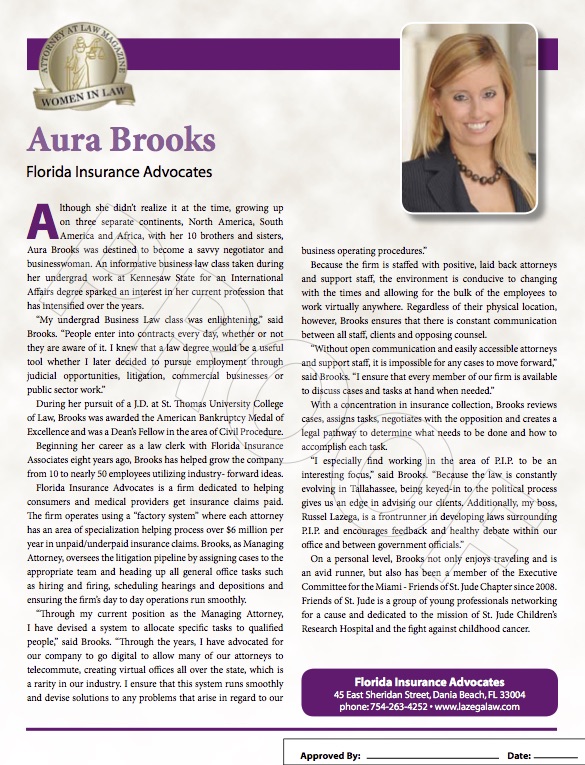 ATTORNEY AT LAW MAGAZINE
WOMEN IN LAW
Aura Brooks
Florida Insurance Advocates
Although she didn't realize it at the time, growing up
on three separate continents, North America, South
America and Africa, with her 10 brothers and sisters,
Aura Brooks was destined to become a savvy negotiator and
businesswoman. An informative business law class taken during
her undergrad work at Kennesaw State for an International
Affairs degree sparked an interest in her current profession that
has intensified over the years.
"My undergrad Business Law class was enlightening," said
Brooks. "People enter into contracts every day, whether or not
they are aware of it. I knew that a law degree would be a useful
tool whether I later decided to pursue employment through
judicial opportunities, litigation, commercial businesses or
public sector work."
During her pursuit of a J.D. at St. Thomas University College
of Law, Brooks was awarded the American Bankruptcy Medal of
Excellence and was a Dean's Fellow in the area of Civil Procedure.
Beginning her career as a law clerk with Florida Insurance
Associates eight years ago, Brooks has helped grow the company
from 10 to nearly 50 employees utilizing industry- forward ideas.
Florida Insurance Advocates is a firm dedicated to helping
consumers and medical providers get insurance claims paid.
The firm operates using a "factory system" where each attorney
has an area of specialization helping process over $6 million per
year in unpaid/underpaid insurance claims. Brooks, as Managing
Attorney, oversees the litigation pipeline by assigning cases to the
appropriate team and heading up all general office tasks such
as hiring and firing, scheduling hearings and depositions and
ensuring the firm's day to day operations run smoothly.
"Through my current position as the Managing Attorney,
I have devised a system to allocate specific tasks to qualified
people," said Brooks. "Through the years, I have advocated for
our company to go digital to allow many of our attorneys to
telecommute, creating virtual offices all over the state, which is
a rarity in our industry. I ensure that this system runs smoothly
and devise solutions to any problems that arise in regard to our
business operating procedures."
Because the firm is staffed with positive, laid back attorneys
and support staff, the environment is conducive to changing
with the times and allowing for the bulk of the employees to
work virtually anywhere. Regardless of their physical location,
however, Brooks ensures that there is constant communication
between all staff, clients and opposing counsel.
"Without open communication and easily accessible attorneys
and support staff, it is impossible for any cases to move forward,"
said Brooks. "I ensure that every member of our firm is available
to discuss cases and tasks at hand when needed."
With a concentration in insurance collection, Brooks reviews
cases, assigns tasks, negotiates with the opposition and creates a
legal pathway to determine what needs to be done and how to
accomplish each task.
"I especially find working in the area of P.I.P. to be an
interesting focus," said Brooks. "Because the law is constantly
evolving in Tallahassee, being keyed-in to the political process
gives us an edge in advising our clients. Additionally, my boss,
Russel Lazega, is a frontrunner in developing laws surrounding
P.I.P. and encourages feedback and healthy debate within our
office and between government officials."
On a personal level, Brooks not only enjoys traveling and is
an avid runner, but also has been a member of the Executive
Committee for the Miami - Friends of St. Jude Chapter since 2008.
Friends of St. Jude is a group of young professionals networking
for a cause and dedicated to the mission of St. Jude Children's
Research Hospital and the fight against childhood cancer.
Florida Insurance Advocates
45 East Sheridan Street, Dania Beach, FL 33004
phone: 754-263-4252 • www.lazegalaw.com
Approved By: Date: